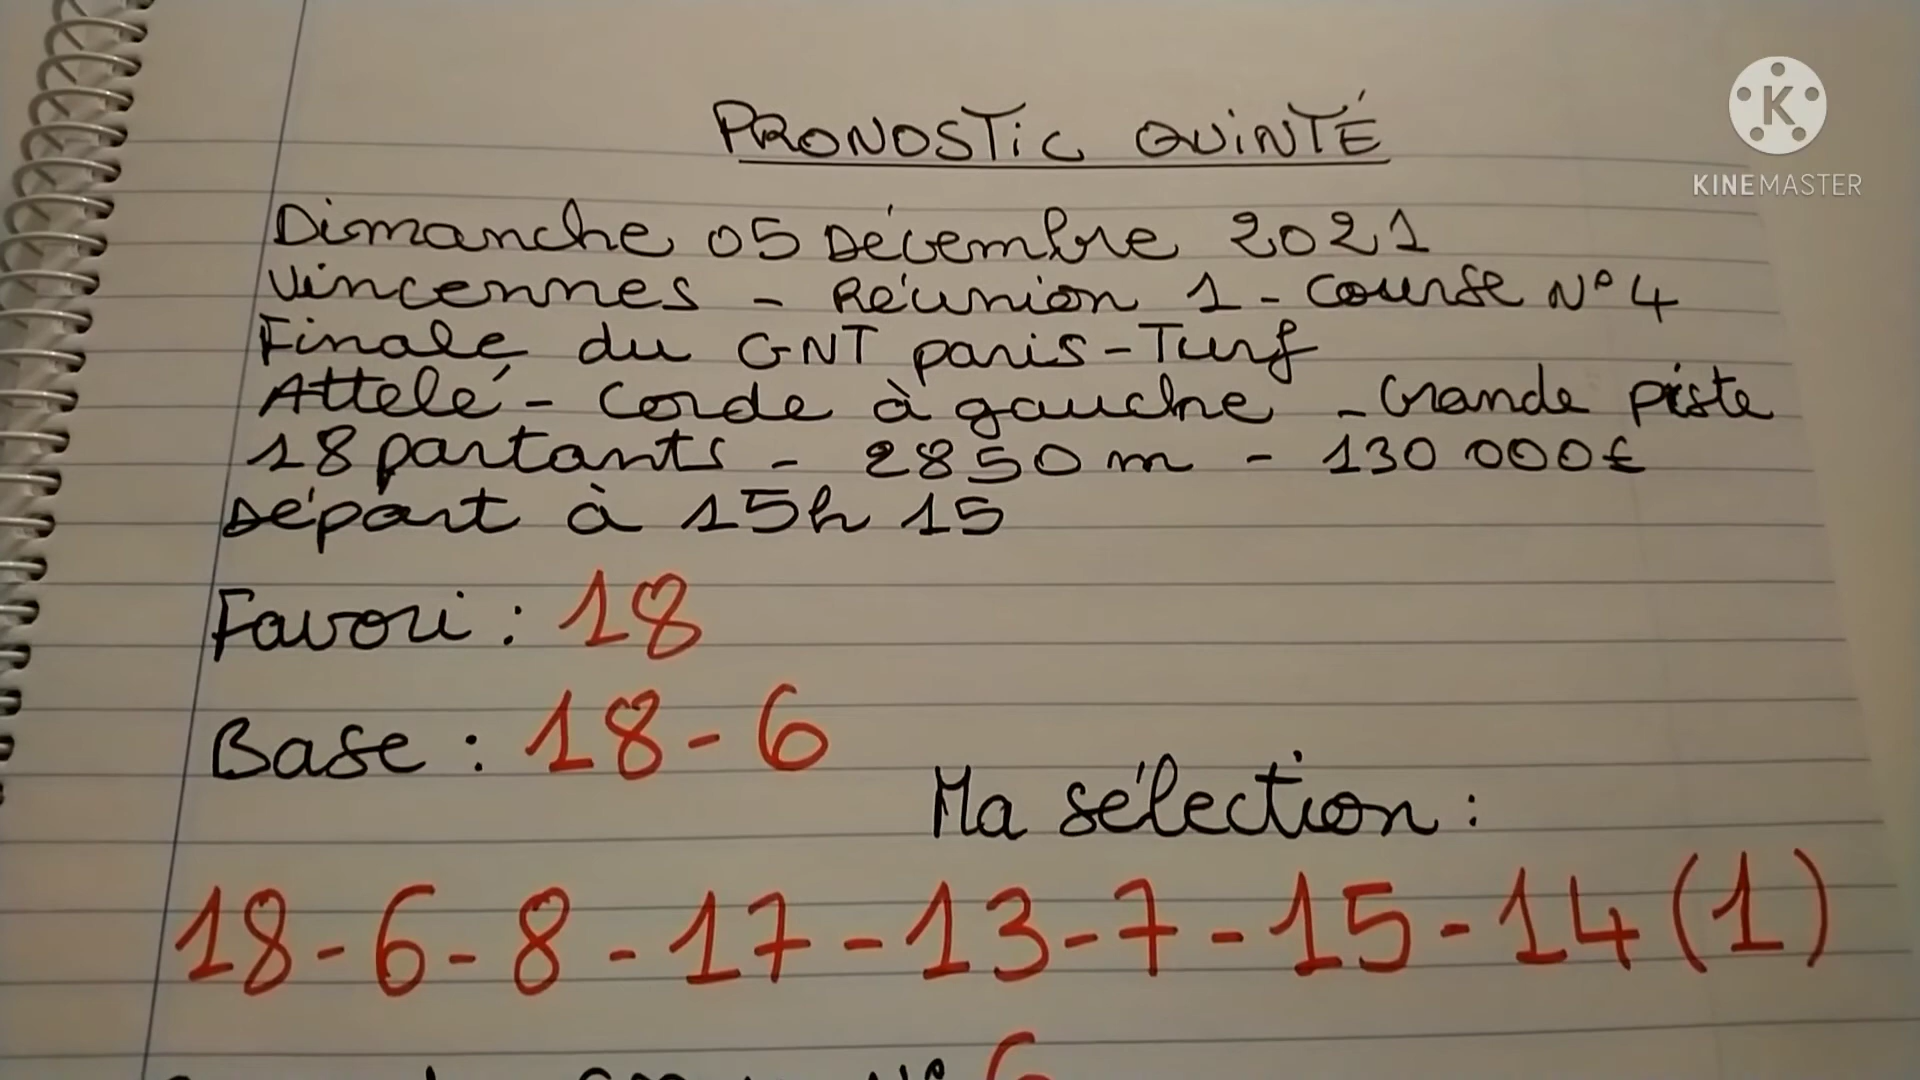 PRONOSTIC QUINTÉ
K
KINEMASTER
Dimanche 05 Décembre 2021
Vincennes - Réunion 1 - Course N° 4
Finale du GNT Paris-Turf
Attelé - Corde à gauche - Grande piste
18 partants - 2850 m - 130 000€
Départ à 15h15
Favori : 18
Base : 18 - 6
Ma sélection :
18 - 6 - 8 - 17 - 13 - 7 - 15 - 14 (1)
N° 6